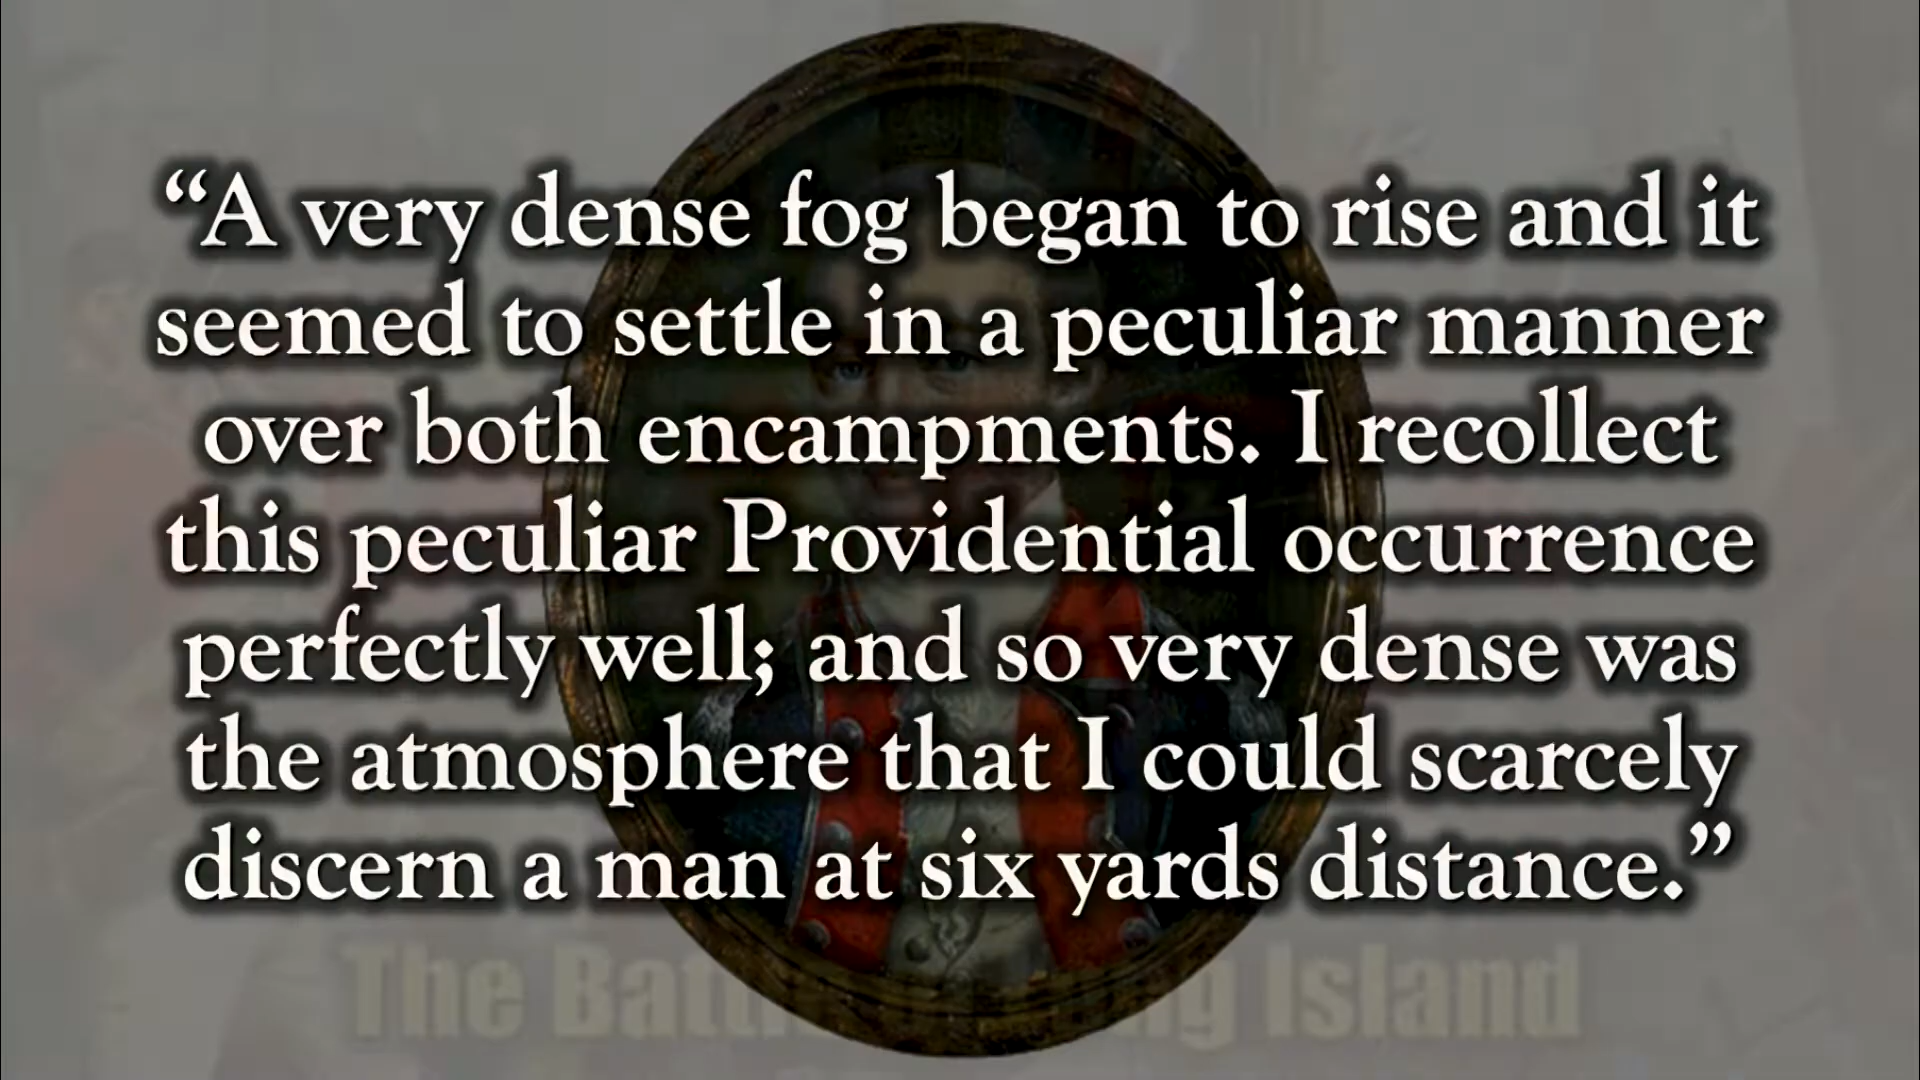 “A very dense fog began to rise and it
seemed to settle in a peculiar manner
over both encampments. I recollect
this peculiar Providential occurrence
perfectly well; and so very dense was
the atmosphere that I could scarcely
discern a man at six yards distance.”
The Island